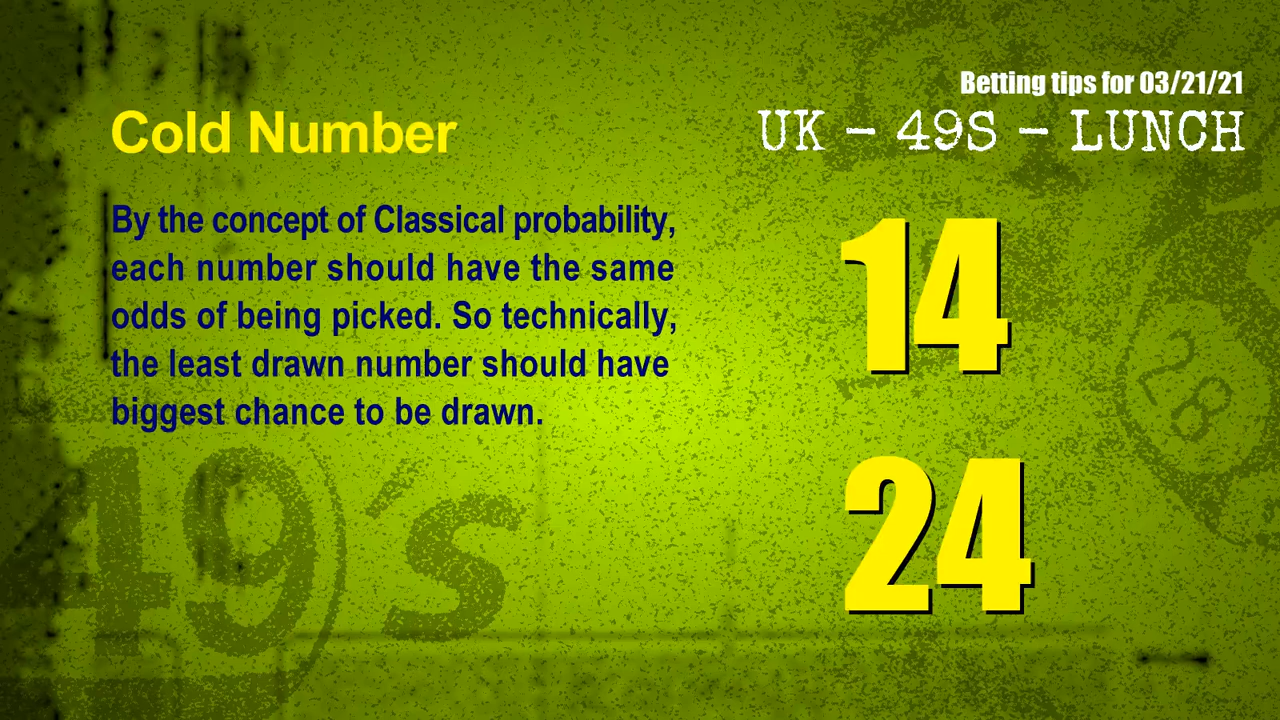 Betting tips for 03/21/21
UK - 49S - LUNCH
Cold Number
By the concept of Classical probability,
each number should have the same
odds of being picked. So technically,
the least drawn number should have
biggest chance to be drawn.
14
24
28
49's